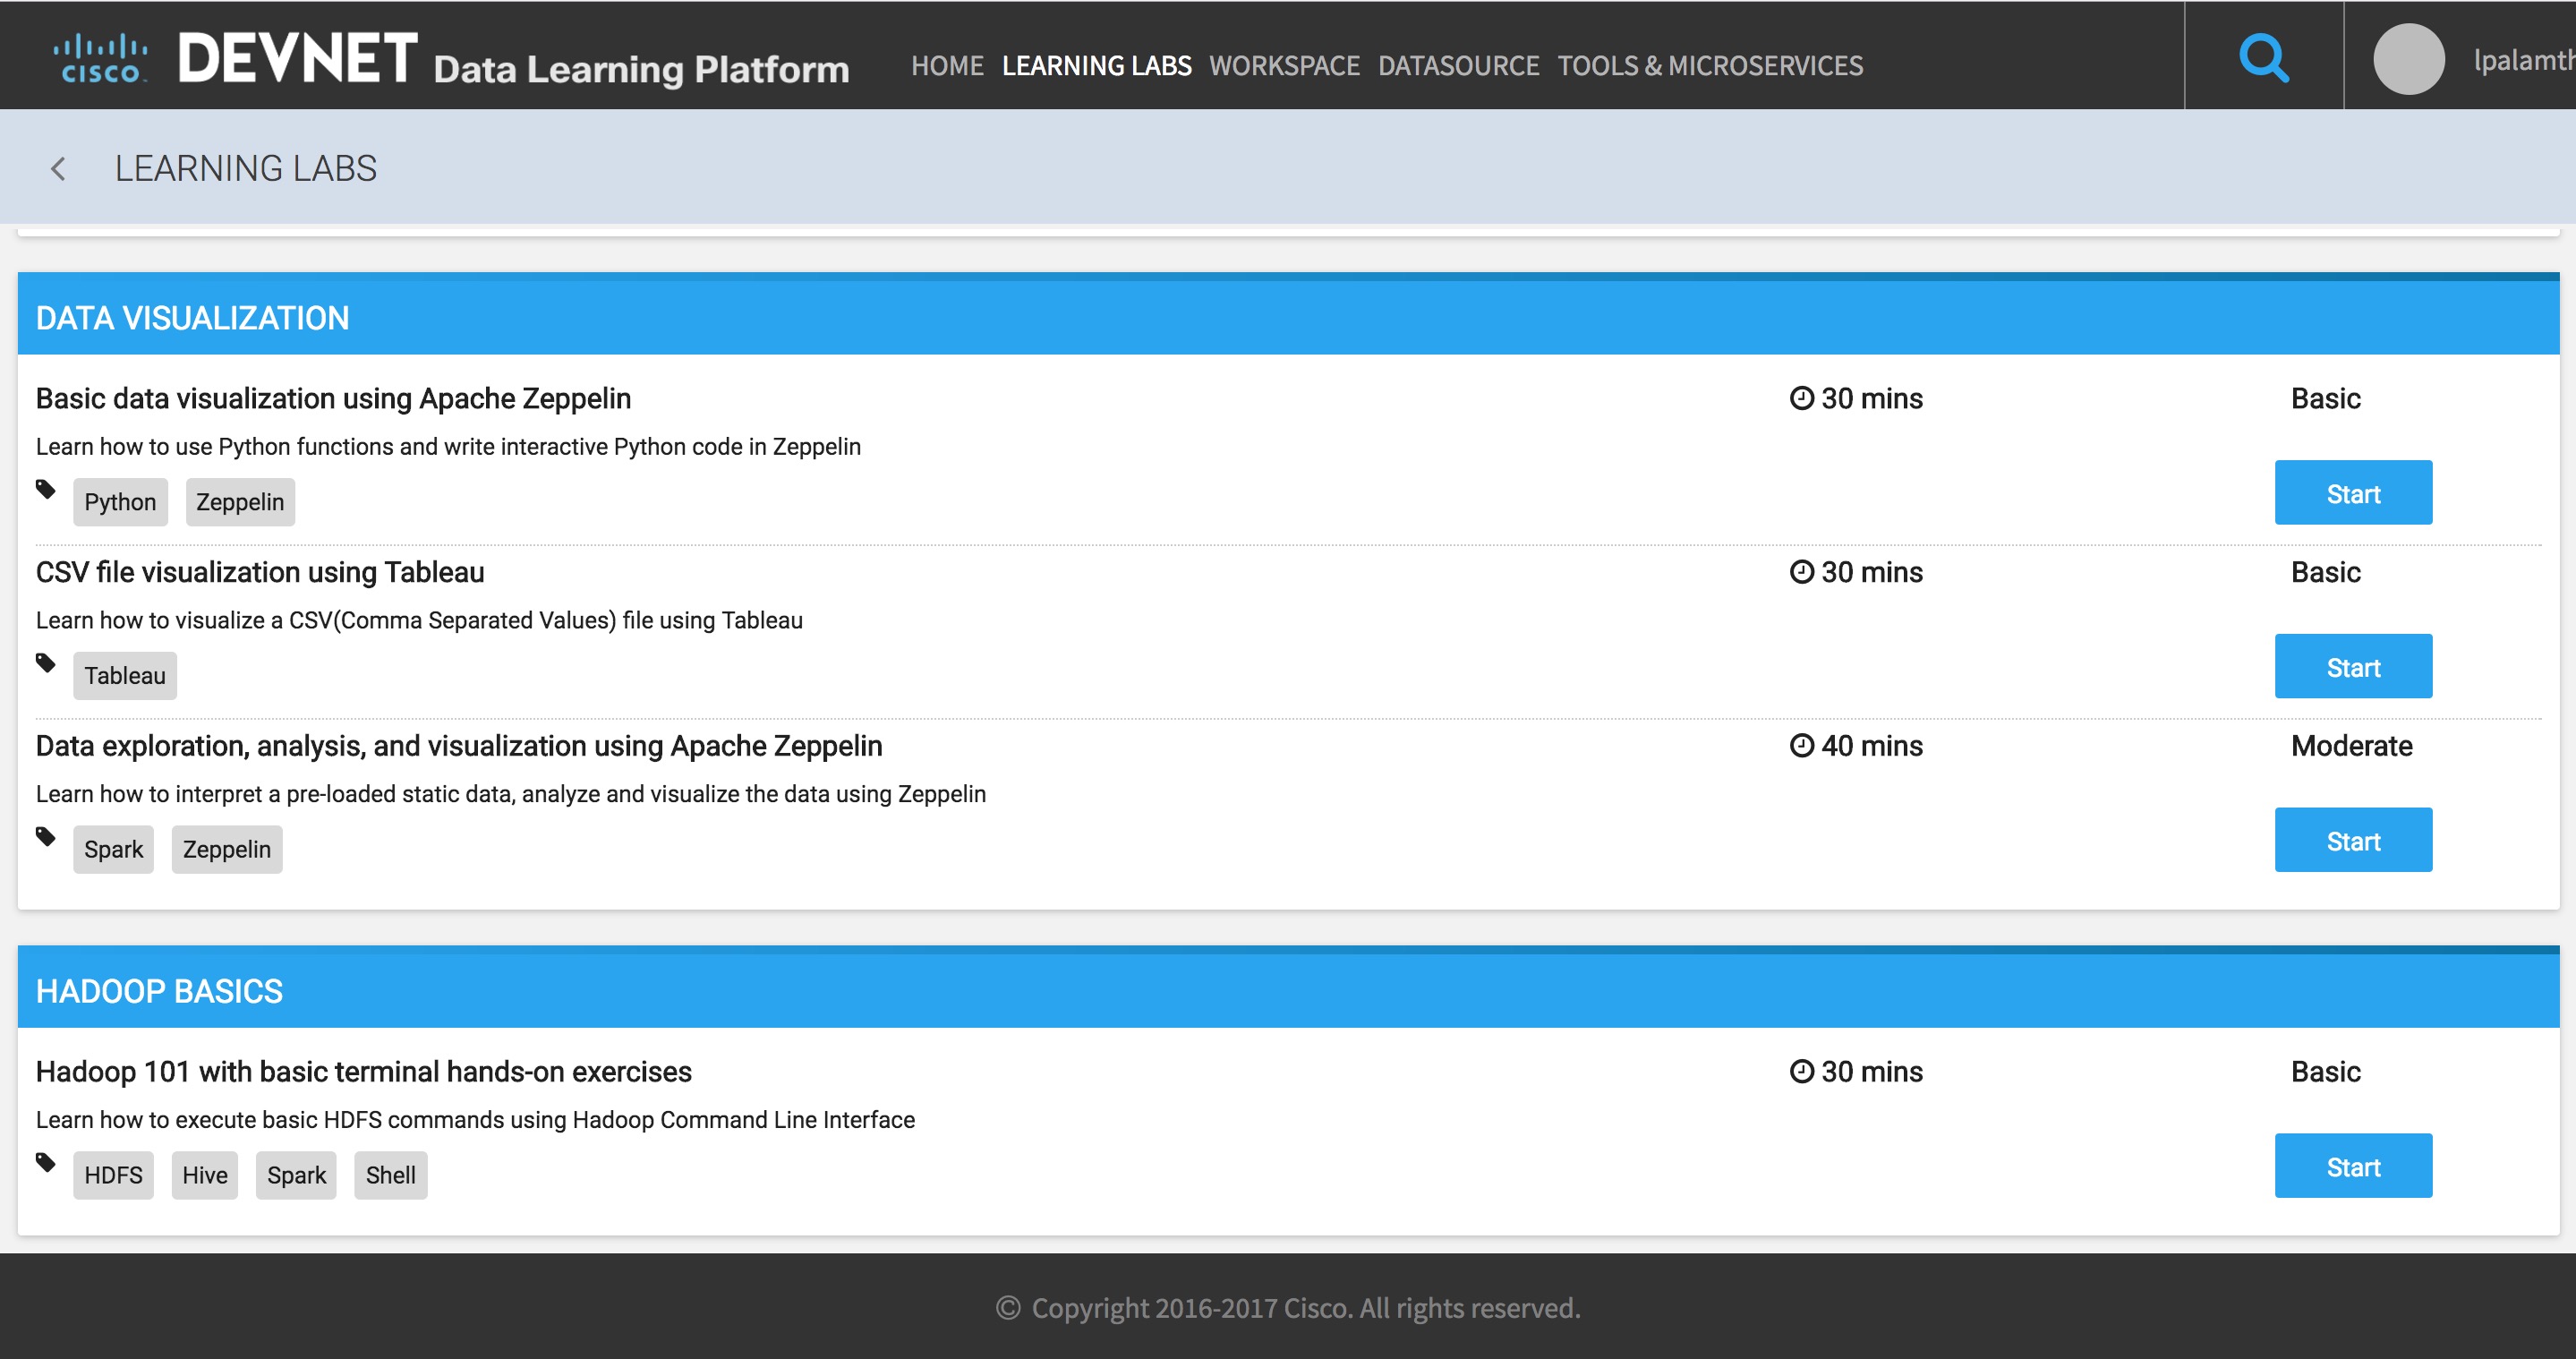 CISCO DEVNET Data Learning Platform HOME LEARNING LABS WORKSPACE DATASOURCE TOOLS & MICROSERVICES lpalamth
LEARNING LABS
DATA VISUALIZATION
Basic data visualization using Apache Zeppelin 30 mins Basic
Learn how to use Python functions and write interactive Python code in Zeppelin
Python Zeppelin Start
CSV file visualization using Tableau 30 mins Basic
Learn how to visualize a CSV(Comma Separated Values) file using Tableau
Tableau Start
Data exploration, analysis, and visualization using Apache Zeppelin 40 mins Moderate
Learn how to interpret a pre-loaded static data, analyze and visualize the data using Zeppelin
Spark Zeppelin Start
HADOOP BASICS
Hadoop 101 with basic terminal hands-on exercises 30 mins Basic
Learn how to execute basic HDFS commands using Hadoop Command Line Interface
HDFS Hive Spark Shell Start
© Copyright 2016-2017 Cisco. All rights reserved.